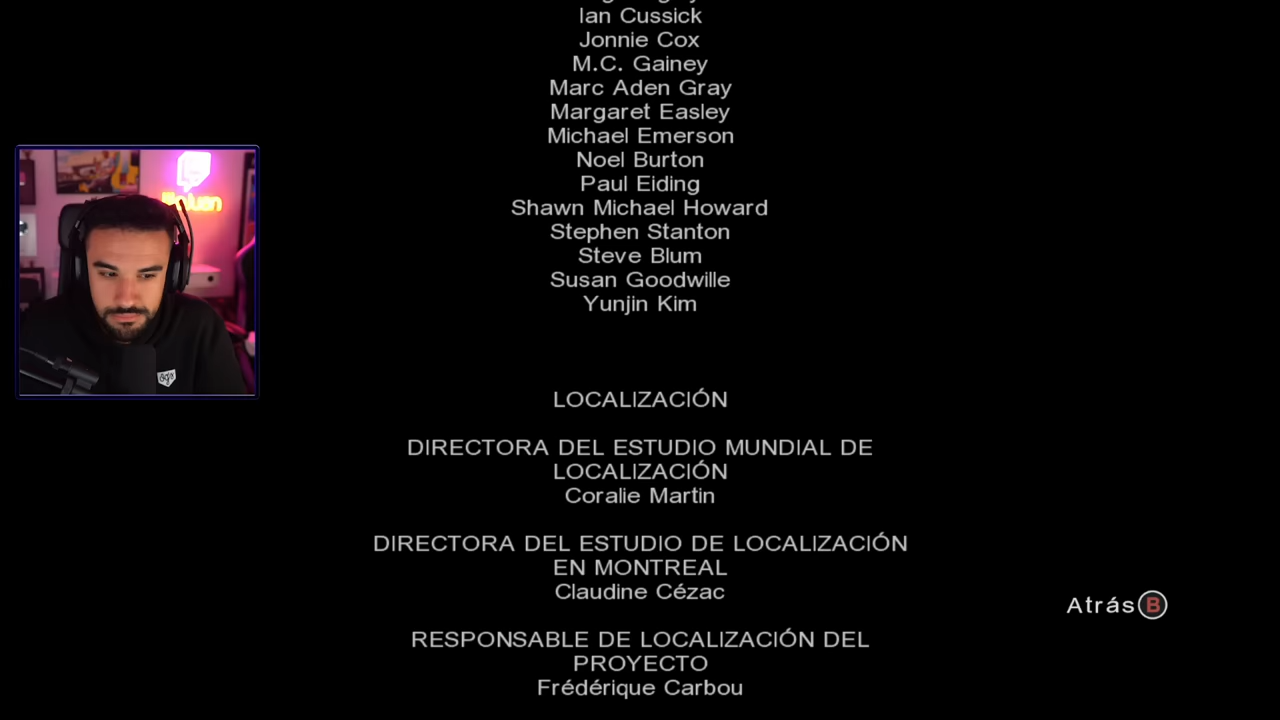 Ian Cussick
Jonnie Cox
M.C. Gainey
Marc Aden Gray
Margaret Easley
Michael Emerson
Noel Burton
Paul Eiding
Shawn Michael Howard
Stephen Stanton
Steve Blum
Susan Goodwille
Yunjin Kim
LOCALIZACIÓN
DIRECTORA DEL ESTUDIO MUNDIAL DE
LOCALIZACIÓN
Coralie Martin
DIRECTORA DEL ESTUDIO DE LOCALIZACIÓN
EN MONTREAL
Claudine Cézac
Atrás B
RESPONSABLE DE LOCALIZACIÓN DEL
PROYECTO
Frédérique Carbou